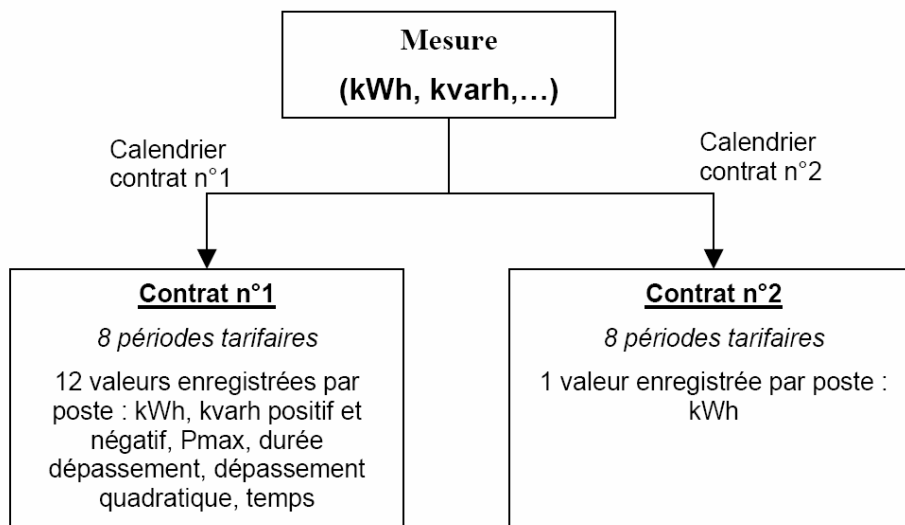 Mesure
(kWh, kvarh,…)
Calendrier
contrat n°1
Calendrier
contrat n°2
Contrat n°1
8 périodes tarifaires
12 valeurs enregistrées par
poste : kWh, kvarh positif et
négatif, Pmax, durée
dépassement, dépassement
quadratique, temps
Contrat n°2
8 périodes tarifaires
1 valeur enregistrée par poste :
kWh